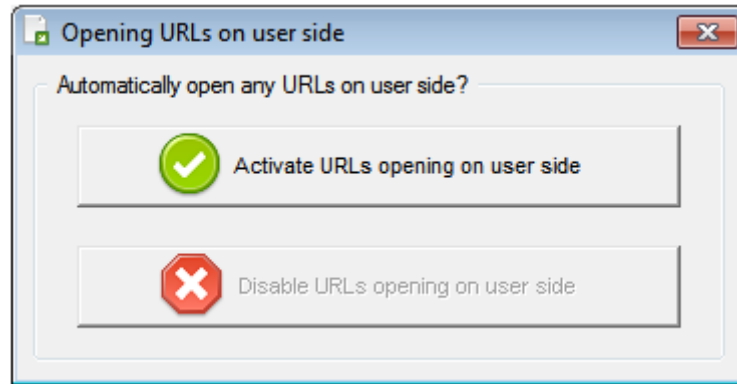 Opening URLs on user side
Automatically open any URLs on user side?
Activate URLs opening on user side
Disable URLs opening on user side